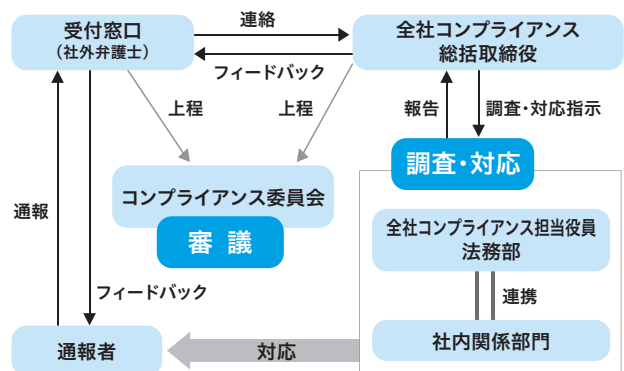 受付窓口
（社外弁護士）
連絡
フィードバック
全社コンプライアンス
総括取締役
上程
上程
報告
調査・対応指示
調査・対応
コンプライアンス委員会
審議
通報
フィードバック
全社コンプライアンス担当役員
法務部
連携
社内関係部門
対応
通報者